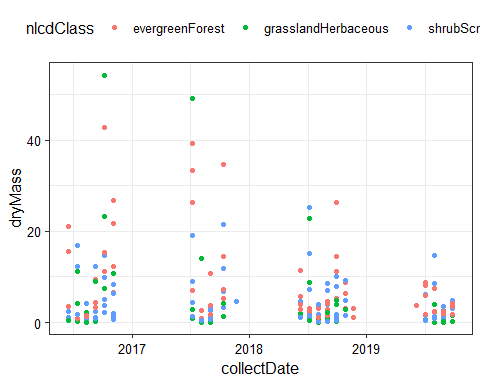 nlcdClass evergreenForest grasslandHerbaceous shrubScr
40
20
0
dryMass
2017 2018 2019
collectDate